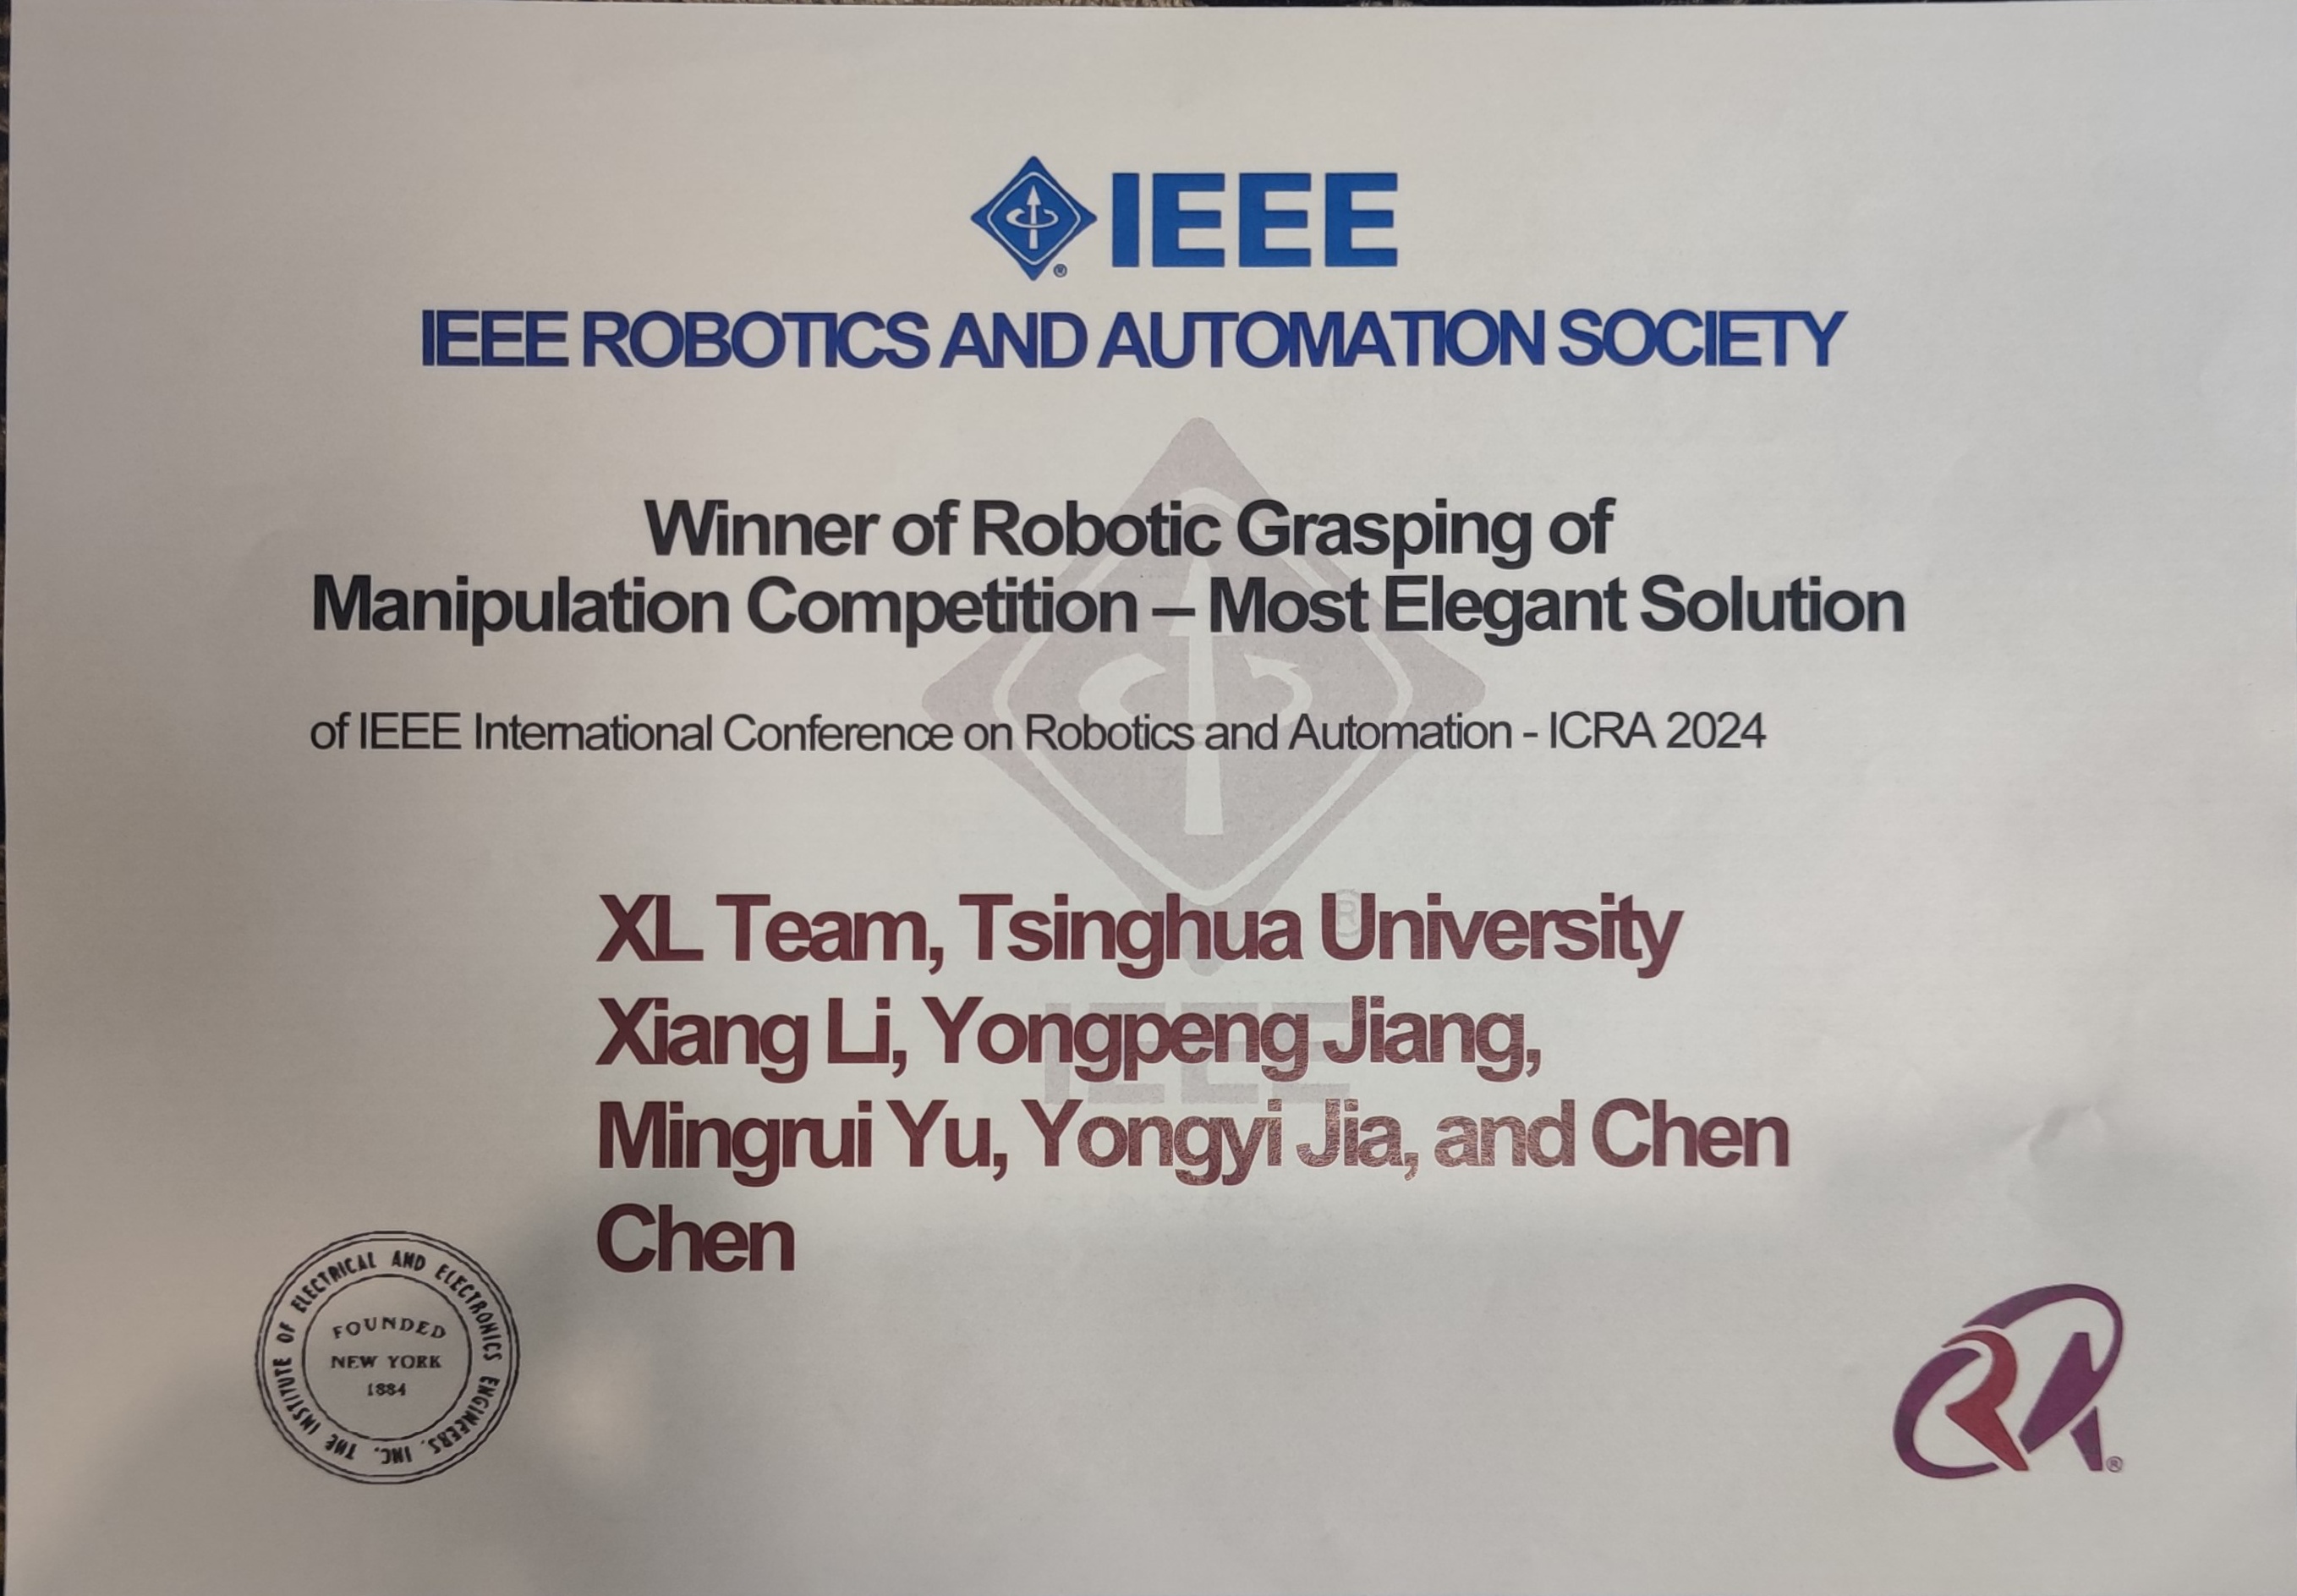 IEEE
IEEE ROBOTICS AND AUTOMATION SOCIETY
Winner of Robotic Grasping of
Manipulation Competition – Most Elegant Solution
of IEEE International Conference on Robotics and Automation - ICRA 2024
XL Team, Tsinghua University
Xiang Li, Yongpeng Jiang,
Mingrui Yu, Yongyi Jia, and Chen
Chen
IEEE
THE INSTITUTE OF ELECTRICAL AND ELECTRONICS ENGINEERS, INC.
FOUNDED
NEW YORK
1884
RA